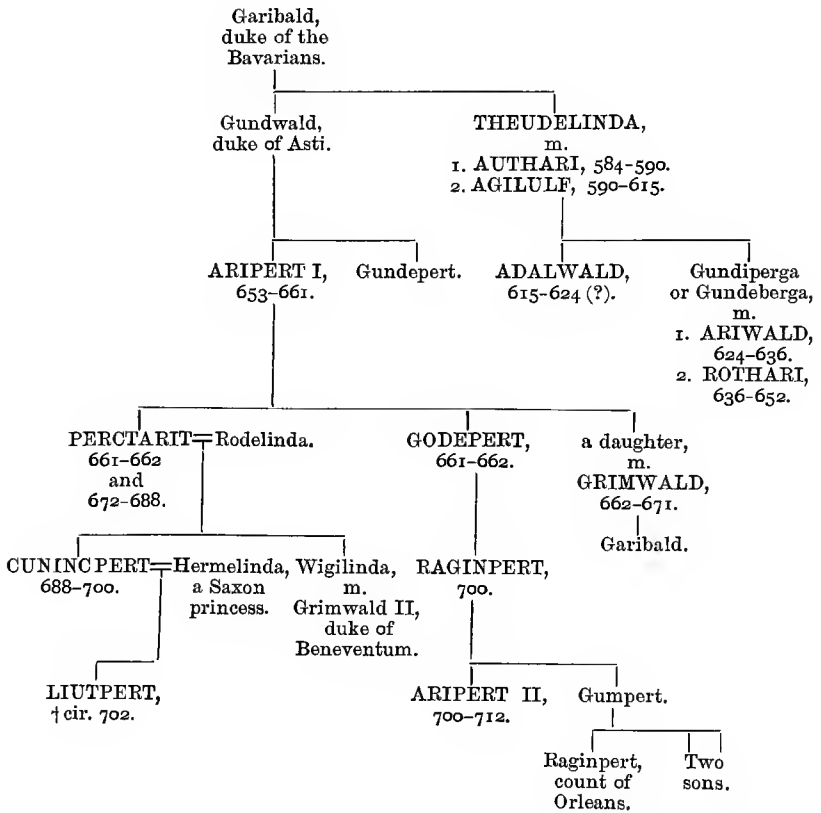 Garibald,
duke of the
Bavarians.
Gundwald,
duke of Asti.
THEUDELINDA,
m.
1. AUTHARI, 584-590.
2. AGILULF, 590-615.
ARIPERT I,
653-661.
Gundepert.
ADALWALD,
615-624 (?).
Gundiperga
or Gundeberga,
m.
1. ARIWALD,
624-636.
2. ROTHARI,
636-652.
PERCTARIT=Rodelinda.
661-662
and
672-688.
GODEPERT,
661-662.
a daughter,
m.
GRIMWALD,
662-671.
Garibald.
CUNINCPERT=Hermelinda,
688-700.
a Saxon
princess.
Wigilinda,
m.
Grimwald II,
duke of
Beneventum.
RAGINPERT,
700.
LIUTPERT,
† cir. 702.
ARIPERT II,
700-712.
Gumpert.
Raginpert,
count of
Orleans.
Two
sons.